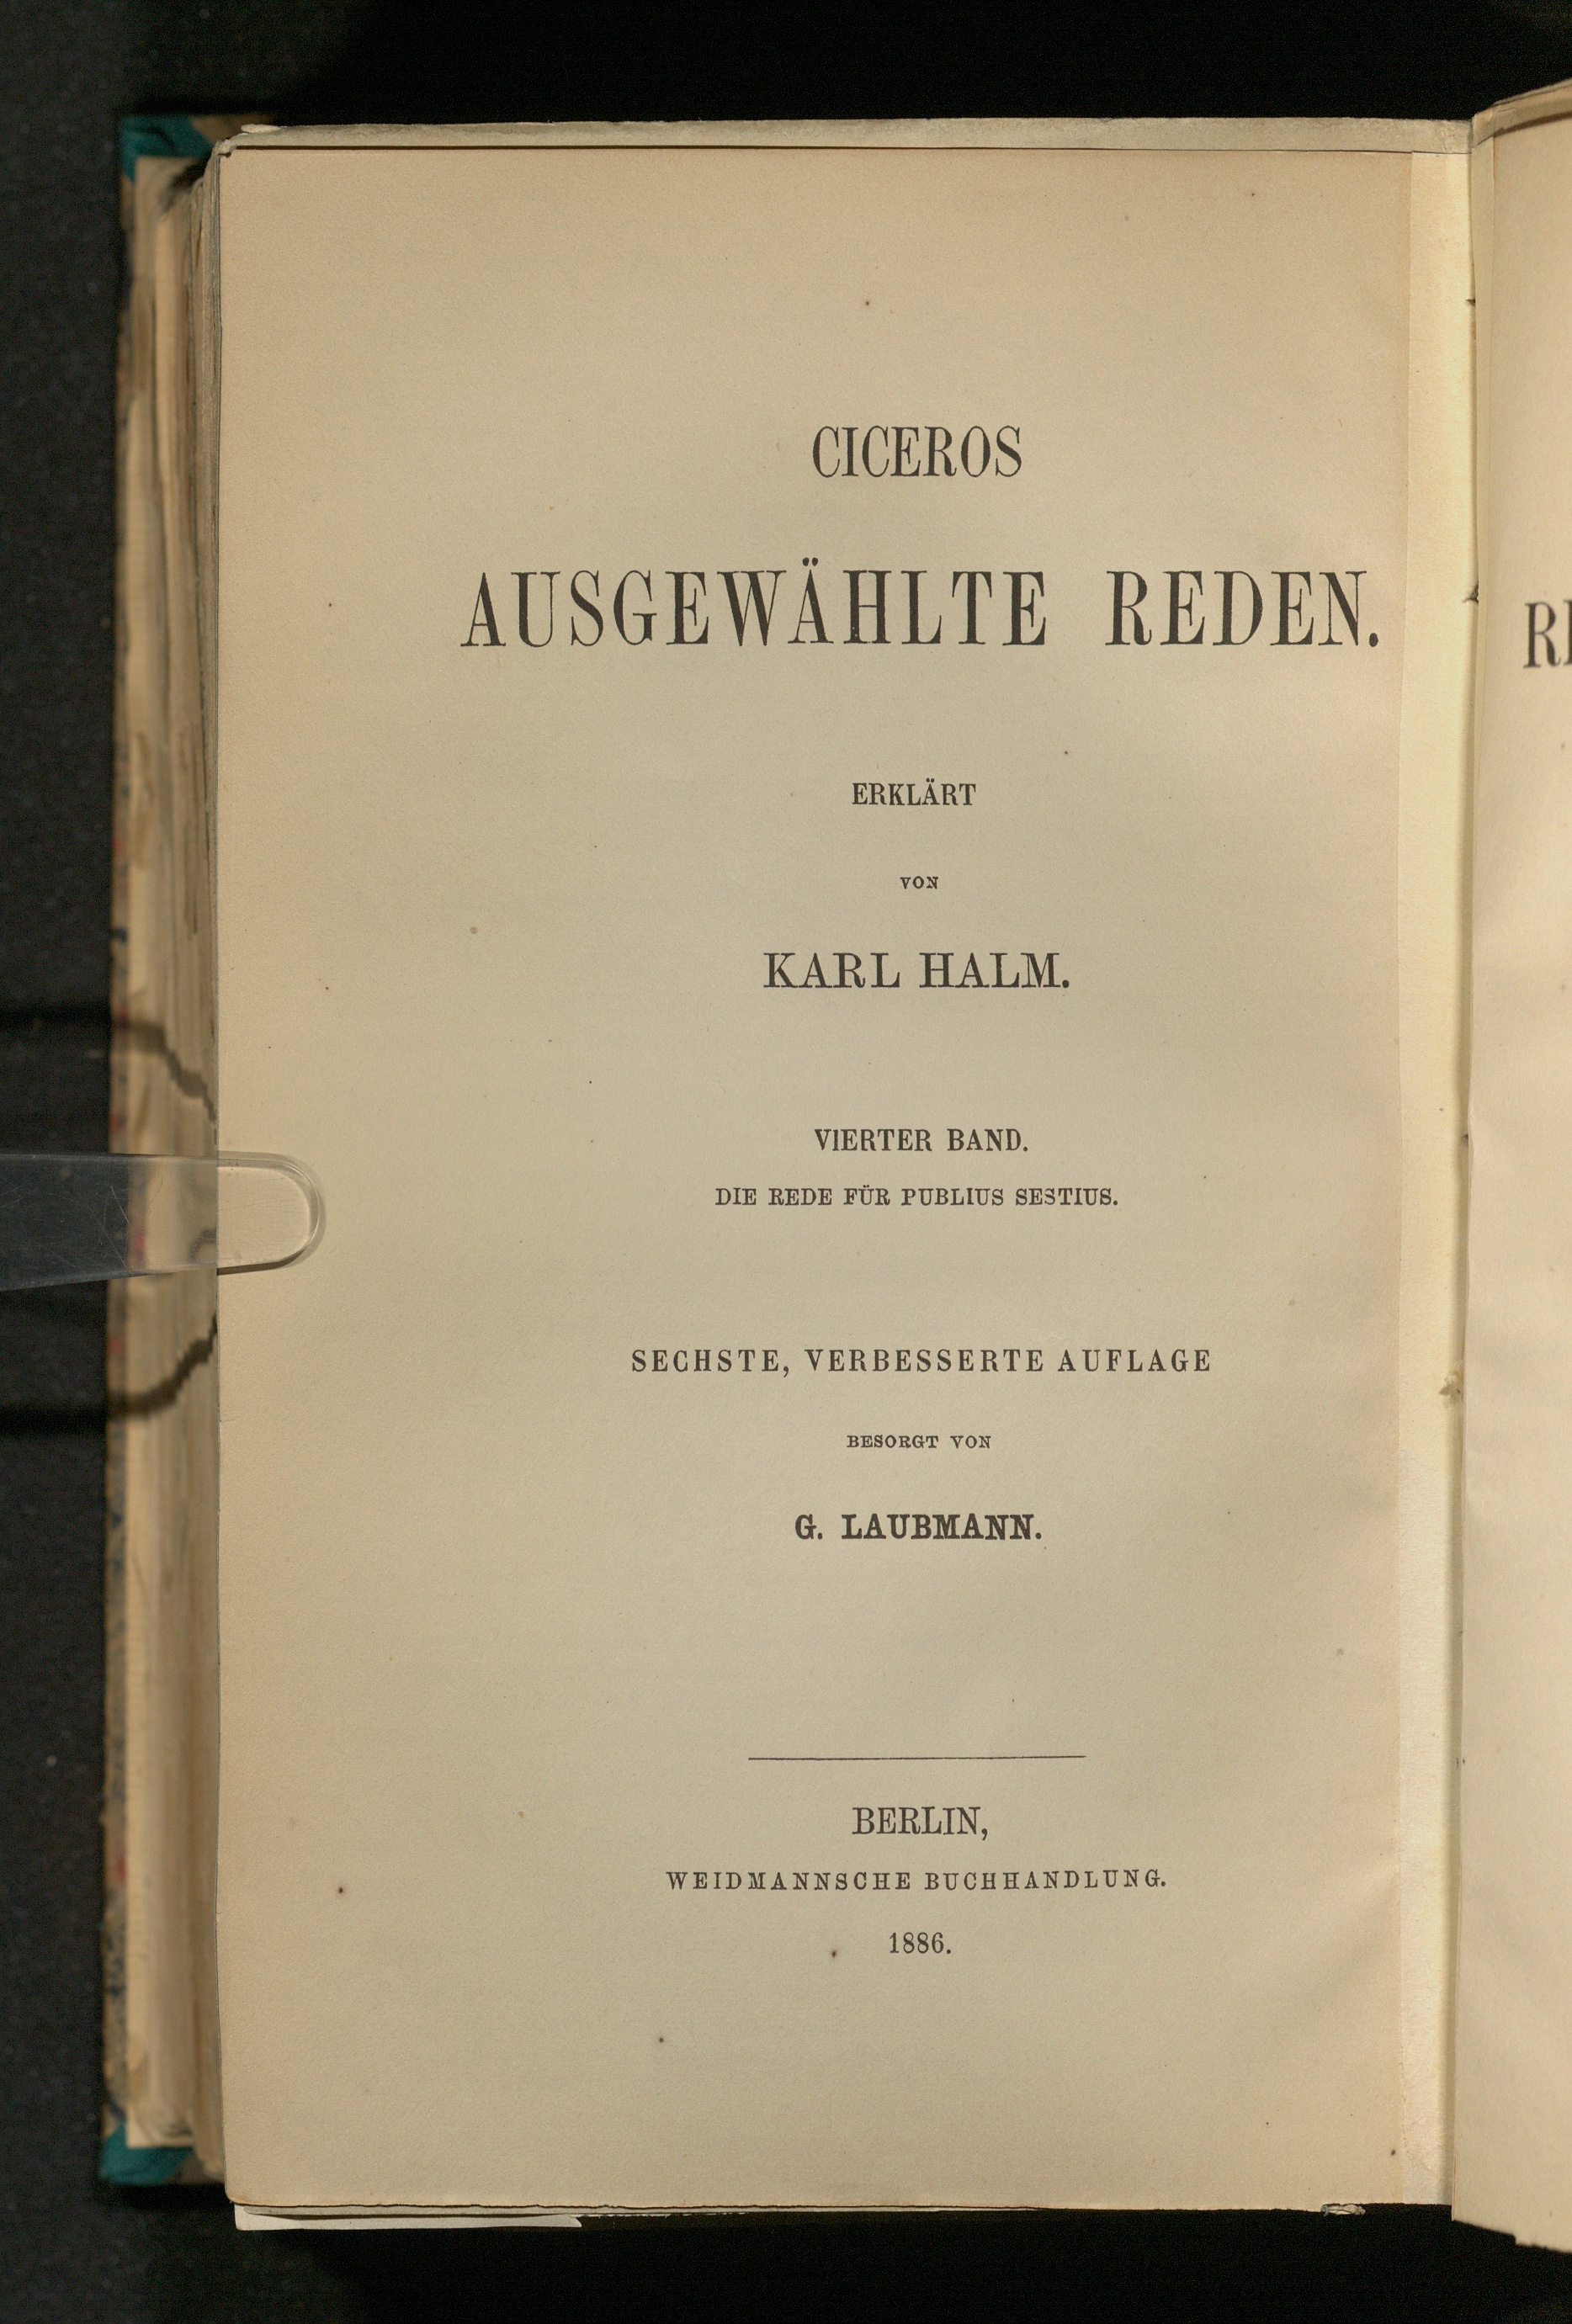 CICEROS
AUSGEWÄHLTE REDEN.
ERKLÄRT
VON
KARL HALM.
VIERTER BAND.
DIE REDE FÜR PUBLIUS SESTIUS.
SECHSTE, VERBESSERTE AUFLAGE
BESORGT VON
G. LAUBMANN.
BERLIN,
WEIDMANNSCHE BUCHHANDLUNG.
1886.